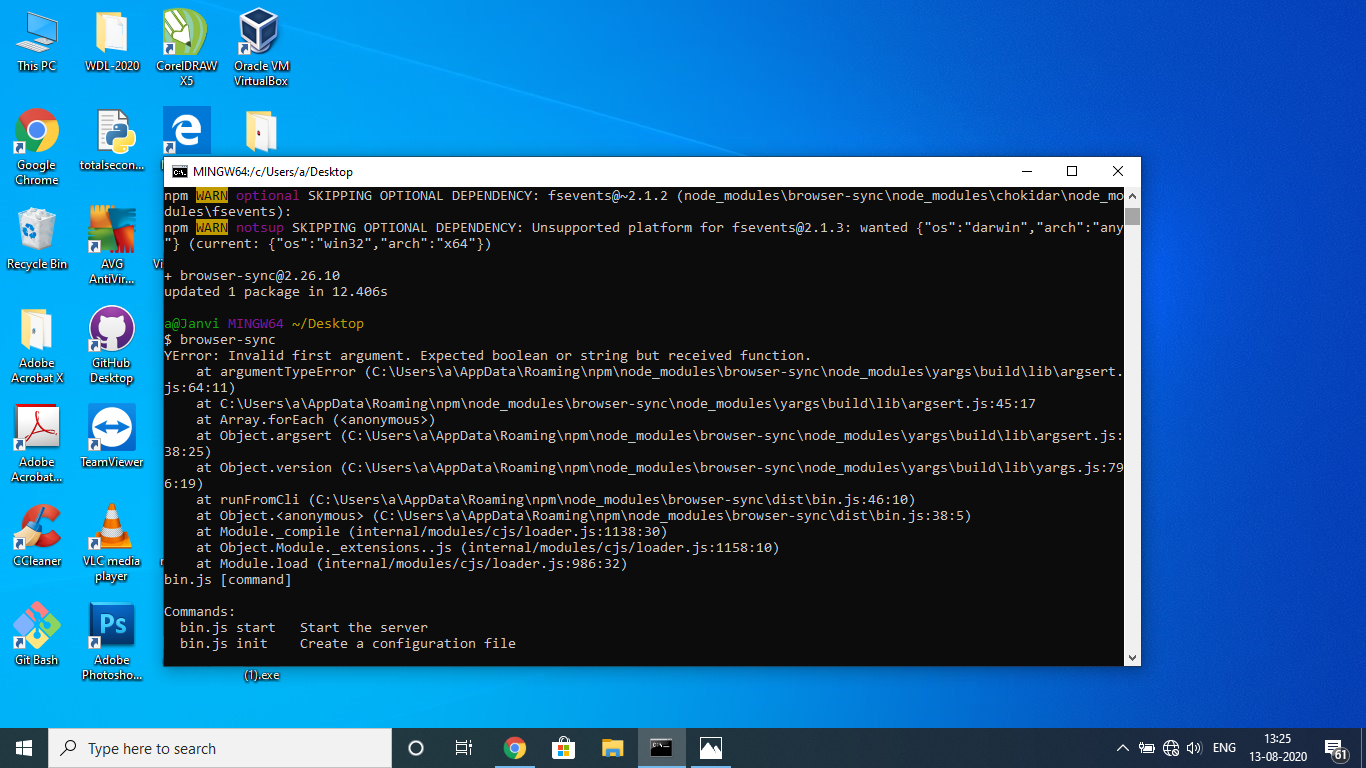 This PC
WDL-2020
CorelDRAW X5
Oracle VM VirtualBox
Google Chrome
totalsecon...
Recycle Bin
AVG AntiVir...
Adobe Acrobat X
GitHub Desktop
Adobe Acrobat...
TeamViewer
CCleaner
VLC media player
Git Bash
Ps
Adobe Photosho...
(1).exe
MINGW64:/c/Users/a/Desktop
npm WARN optional SKIPPING OPTIONAL DEPENDENCY: fsevents@~2.1.2 (node_modules\browser-sync\node_modules\chokidar\node_mo
dules\fsevents):
npm WARN notsup SKIPPING OPTIONAL DEPENDENCY: Unsupported platform for fsevents@2.1.3: wanted {"os":"darwin","arch":"any
"} (current: {"os":"win32","arch":"x64"})
+ browser-sync@2.26.10
updated 1 package in 12.406s
a@Janvi MINGW64 ~/Desktop
$ browser-sync
YError: Invalid first argument. Expected boolean or string but received function.
at argumentTypeError (C:\Users\a\AppData\Roaming\npm\node_modules\browser-sync\node_modules\yargs\build\lib\argsert.
js:64:11)
at C:\Users\a\AppData\Roaming\npm\node_modules\browser-sync\node_modules\yargs\build\lib\argsert.js:45:17
at Array.forEach (<anonymous>)
at Object.argsert (C:\Users\a\AppData\Roaming\npm\node_modules\browser-sync\node_modules\yargs\build\lib\argsert.js:
38:25)
at Object.version (C:\Users\a\AppData\Roaming\npm\node_modules\browser-sync\node_modules\yargs\build\lib\yargs.js:79
6:19)
at runFromCli (C:\Users\a\AppData\Roaming\npm\node_modules\browser-sync\dist\bin.js:46:10)
at Object.<anonymous> (C:\Users\a\AppData\Roaming\npm\node_modules\browser-sync\dist\bin.js:38:5)
at Module._compile (internal/modules/cjs/loader.js:1138:30)
at Object.Module._extensions..js (internal/modules/cjs/loader.js:1158:10)
at Module.load (internal/modules/cjs/loader.js:986:32)
bin.js [command]
Commands:
bin.js start Start the server
bin.js init Create a configuration file
Type here to search
ENG
13:25
13-08-2020
61